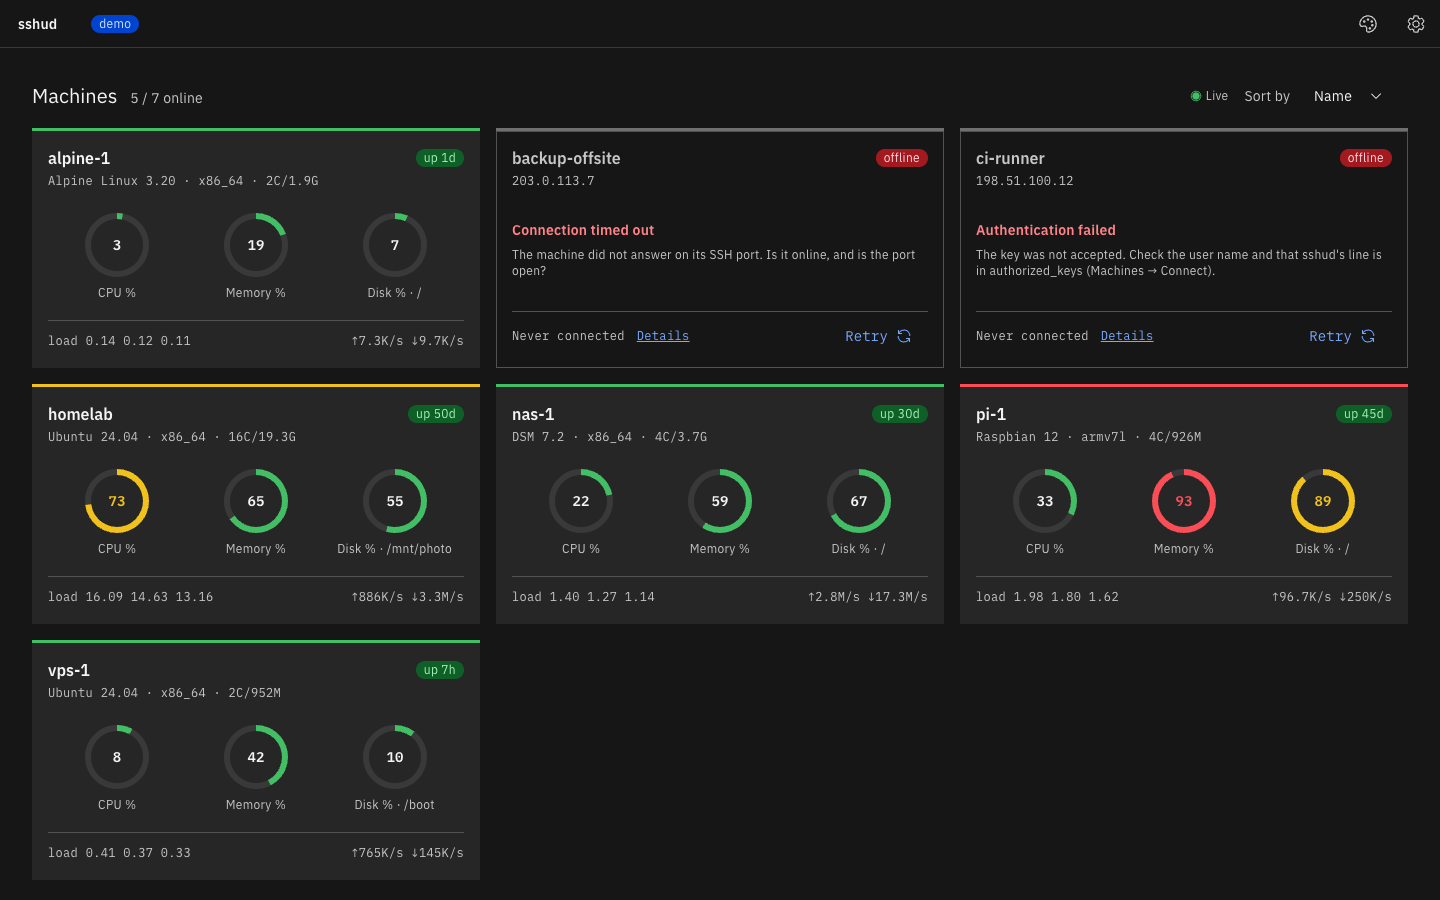 sshud demo
Machines 5 / 7 online
Live Sort by Name
alpine-1 up 1d
Alpine Linux 3.20 · x86_64 · 2C/1.9G
3 19 7
CPU % Memory % Disk % · /
load 0.14 0.12 0.11 ↑7.3K/s ↓9.7K/s
backup-offsite offline
203.0.113.7
Connection timed out
The machine did not answer on its SSH port. Is it online, and is the port
open?
Never connected Details Retry
ci-runner offline
198.51.100.12
Authentication failed
The key was not accepted. Check the user name and that sshud's line is
in authorized_keys (Machines → Connect).
Never connected Details Retry
homelab up 50d
Ubuntu 24.04 · x86_64 · 16C/19.3G
73 65 55
CPU % Memory % Disk % · /mnt/photo
load 16.09 14.63 13.16 ↑886K/s ↓3.3M/s
nas-1 up 30d
DSM 7.2 · x86_64 · 4C/3.7G
22 59 67
CPU % Memory % Disk % · /
load 1.40 1.27 1.14 ↑2.8M/s ↓17.3M/s
pi-1 up 45d
Raspbian 12 · armv7l · 4C/926M
33 93 89
CPU % Memory % Disk % · /
load 1.98 1.80 1.62 ↑96.7K/s ↓250K/s
vps-1 up 7h
Ubuntu 24.04 · x86_64 · 2C/952M
8 42 10
CPU % Memory % Disk % · /boot
load 0.41 0.37 0.33 ↑765K/s ↓145K/s